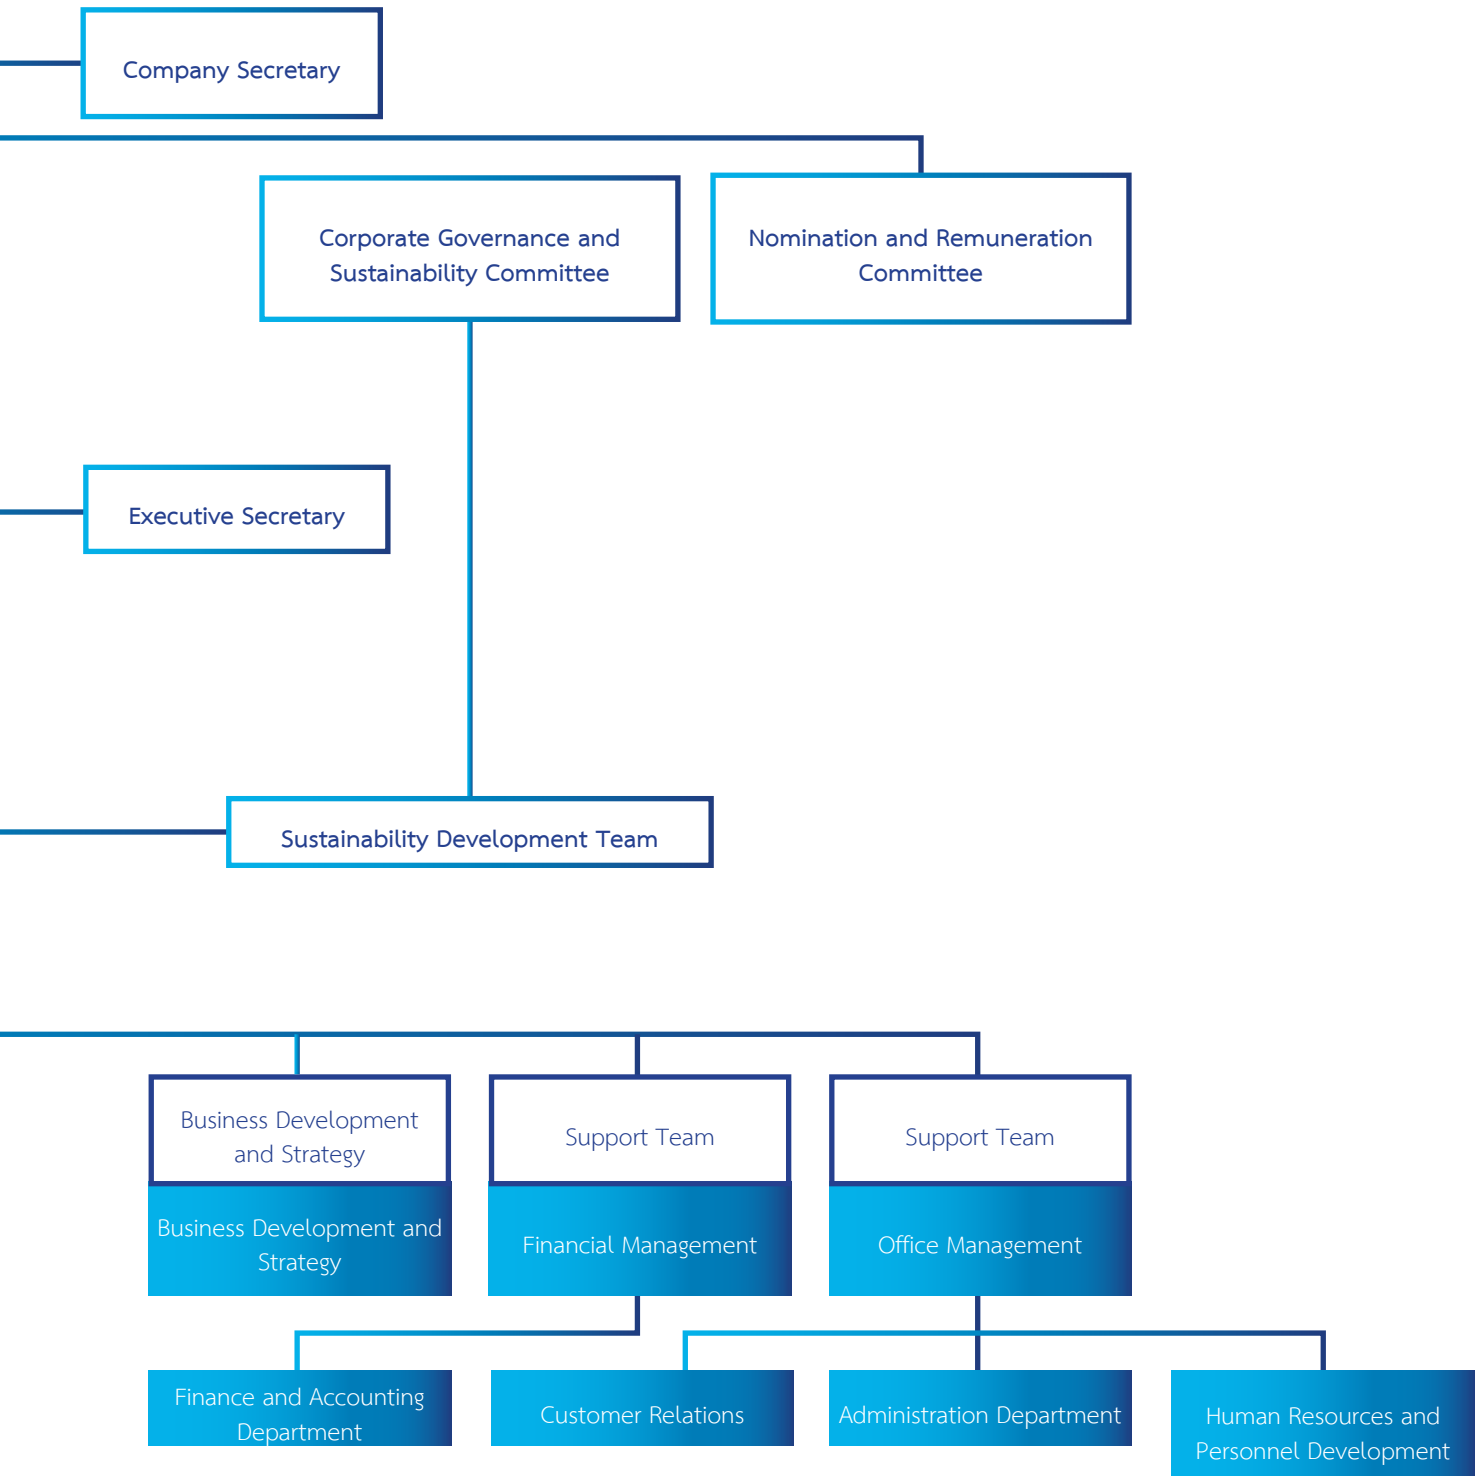 Company Secretary
Corporate Governance and
Sustainability Committee
Nomination and Remuneration
Committee
Executive Secretary
Sustainability Development Team
Business Development
and Strategy
Support Team
Support Team
Business Development and
Strategy
Financial Management
Office Management
Finance and Accounting
Department
Customer Relations
Administration Department
Human Resources and
Personnel Development